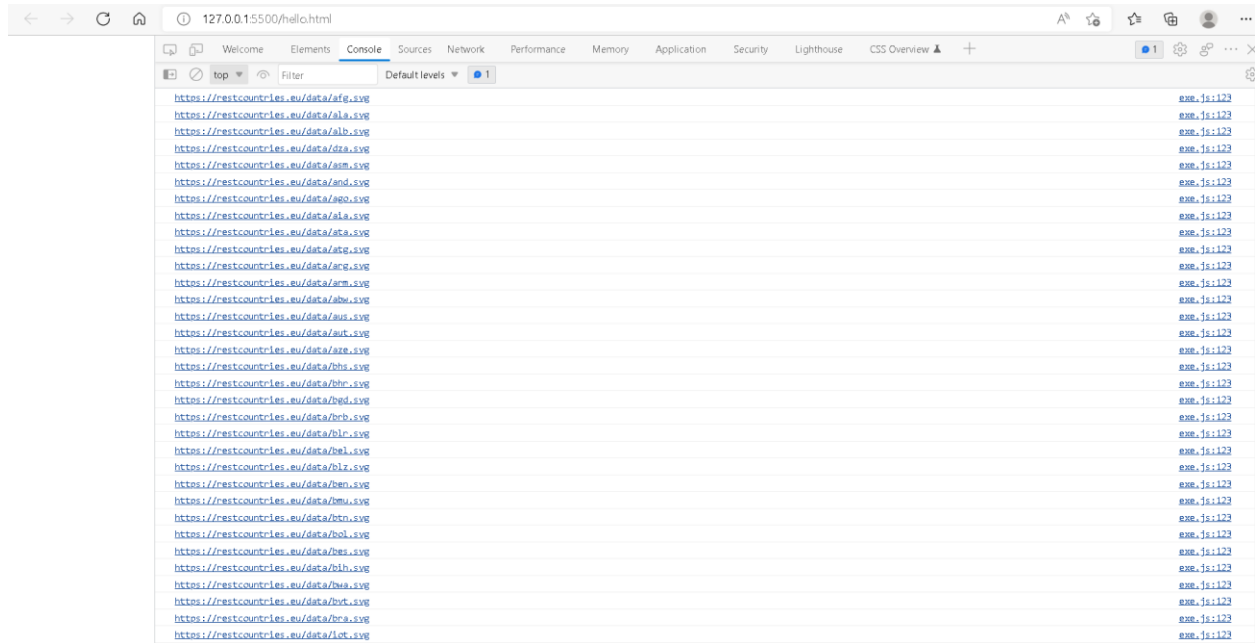 127.0.0.1:5500/hello.html
Welcome Elements Console Sources Network Performance Memory Application Security Lighthouse CSS Overview 1
top Filter Default levels 1
https://restcountries.eu/data/afg.svg exe.js:123
https://restcountries.eu/data/ala.svg exe.js:123
https://restcountries.eu/data/alb.svg exe.js:123
https://restcountries.eu/data/dza.svg exe.js:123
https://restcountries.eu/data/asm.svg exe.js:123
https://restcountries.eu/data/and.svg exe.js:123
https://restcountries.eu/data/ago.svg exe.js:123
https://restcountries.eu/data/aia.svg exe.js:123
https://restcountries.eu/data/ata.svg exe.js:123
https://restcountries.eu/data/atg.svg exe.js:123
https://restcountries.eu/data/arg.svg exe.js:123
https://restcountries.eu/data/arm.svg exe.js:123
https://restcountries.eu/data/abw.svg exe.js:123
https://restcountries.eu/data/aus.svg exe.js:123
https://restcountries.eu/data/aut.svg exe.js:123
https://restcountries.eu/data/aze.svg exe.js:123
https://restcountries.eu/data/bhs.svg exe.js:123
https://restcountries.eu/data/bhr.svg exe.js:123
https://restcountries.eu/data/bgd.svg exe.js:123
https://restcountries.eu/data/brb.svg exe.js:123
https://restcountries.eu/data/blr.svg exe.js:123
https://restcountries.eu/data/bel.svg exe.js:123
https://restcountries.eu/data/blz.svg exe.js:123
https://restcountries.eu/data/ben.svg exe.js:123
https://restcountries.eu/data/bmu.svg exe.js:123
https://restcountries.eu/data/btn.svg exe.js:123
https://restcountries.eu/data/bol.svg exe.js:123
https://restcountries.eu/data/bes.svg exe.js:123
https://restcountries.eu/data/bih.svg exe.js:123
https://restcountries.eu/data/bwa.svg exe.js:123
https://restcountries.eu/data/bvt.svg exe.js:123
https://restcountries.eu/data/bra.svg exe.js:123
https://restcountries.eu/data/iot.svg exe.js:123